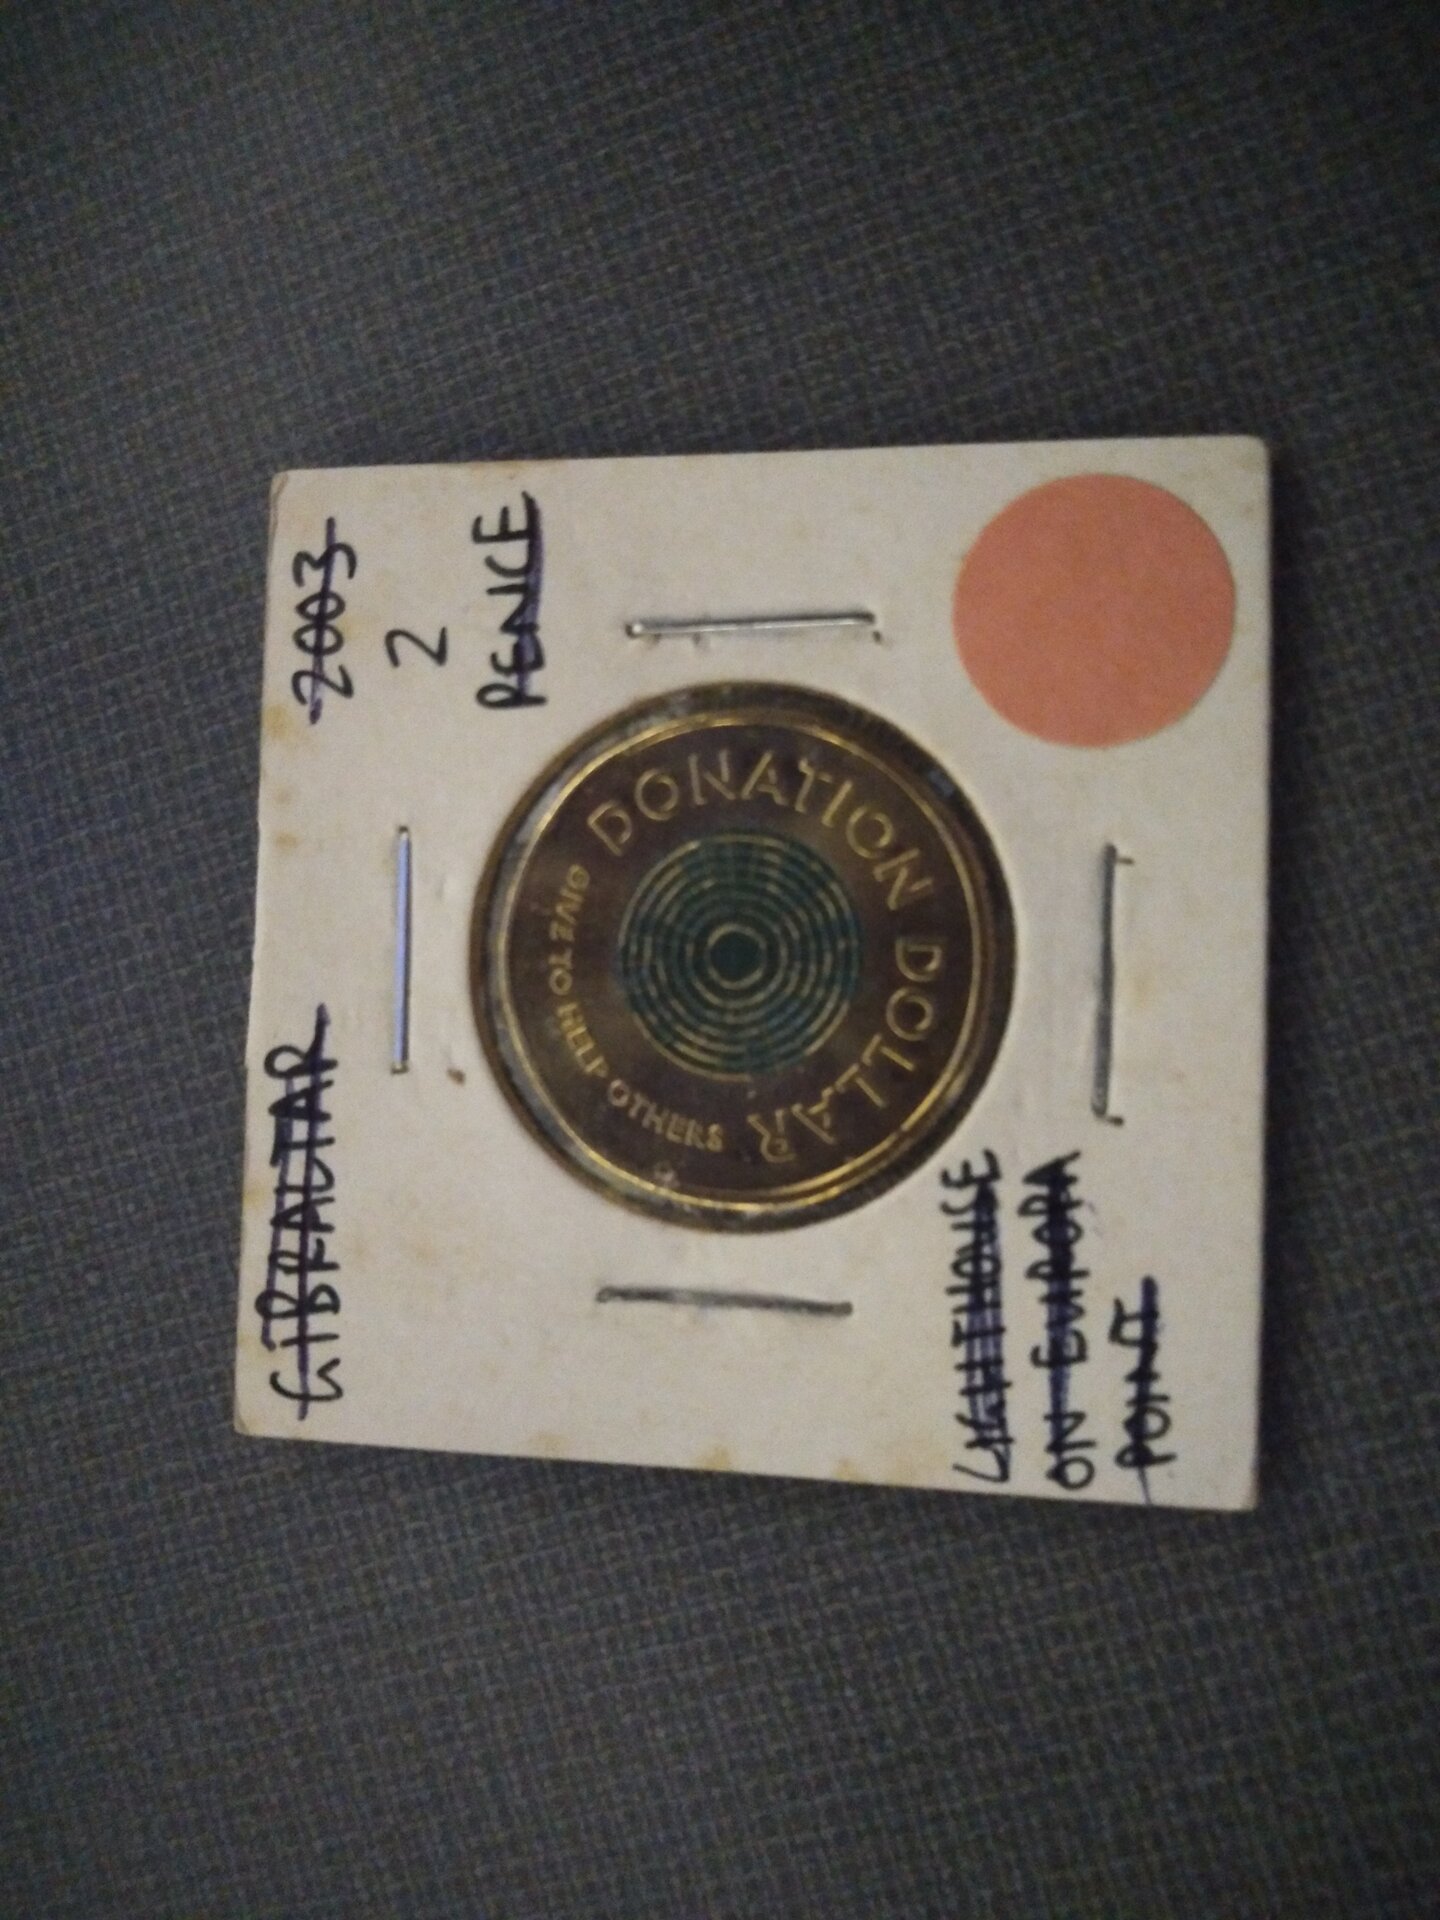 GIBRALTAR
2003
2
PENCE
DONATION DOLLAR
GIVE TO HELP OTHERS
LIGHTHOUSE
ON EUROPA
POINT